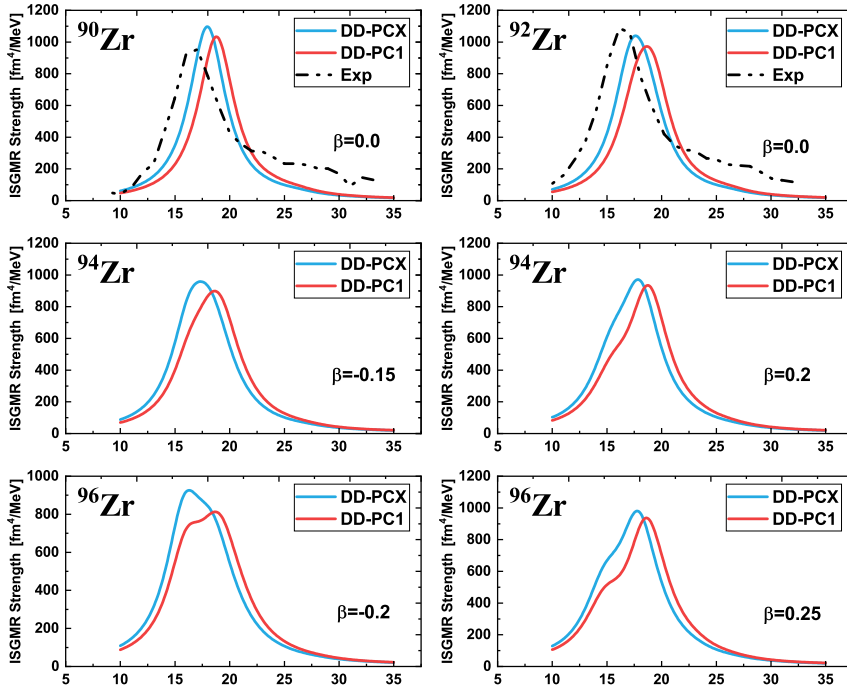 ISGMR Strength [fm⁴/MeV]
1200
1000
800
600
400
200
0
⁹⁰Zr
DD-PCX
DD-PC1
Exp
β=0.0
5 10 15 20 25 30 35
ISGMR Strength [fm⁴/MeV]
1200
1000
800
600
400
200
0
⁹²Zr
DD-PCX
DD-PC1
Exp
β=0.0
5 10 15 20 25 30 35
ISGMR Strength [fm⁴/MeV]
1200
1000
800
600
400
200
0
⁹⁴Zr
DD-PCX
DD-PC1
β=-0.15
5 10 15 20 25 30 35
ISGMR Strength [fm⁴/MeV]
1200
1000
800
600
400
200
0
⁹⁴Zr
DD-PCX
DD-PC1
β=0.2
5 10 15 20 25 30 35
ISGMR Strength [fm⁴/MeV]
1000
800
600
400
200
0
⁹⁶Zr
DD-PCX
DD-PC1
β=-0.2
5 10 15 20 25 30 35
ISGMR Strength [fm⁴/MeV]
1200
1000
800
600
400
200
0
⁹⁶Zr
DD-PCX
DD-PC1
β=0.25
5 10 15 20 25 30 35